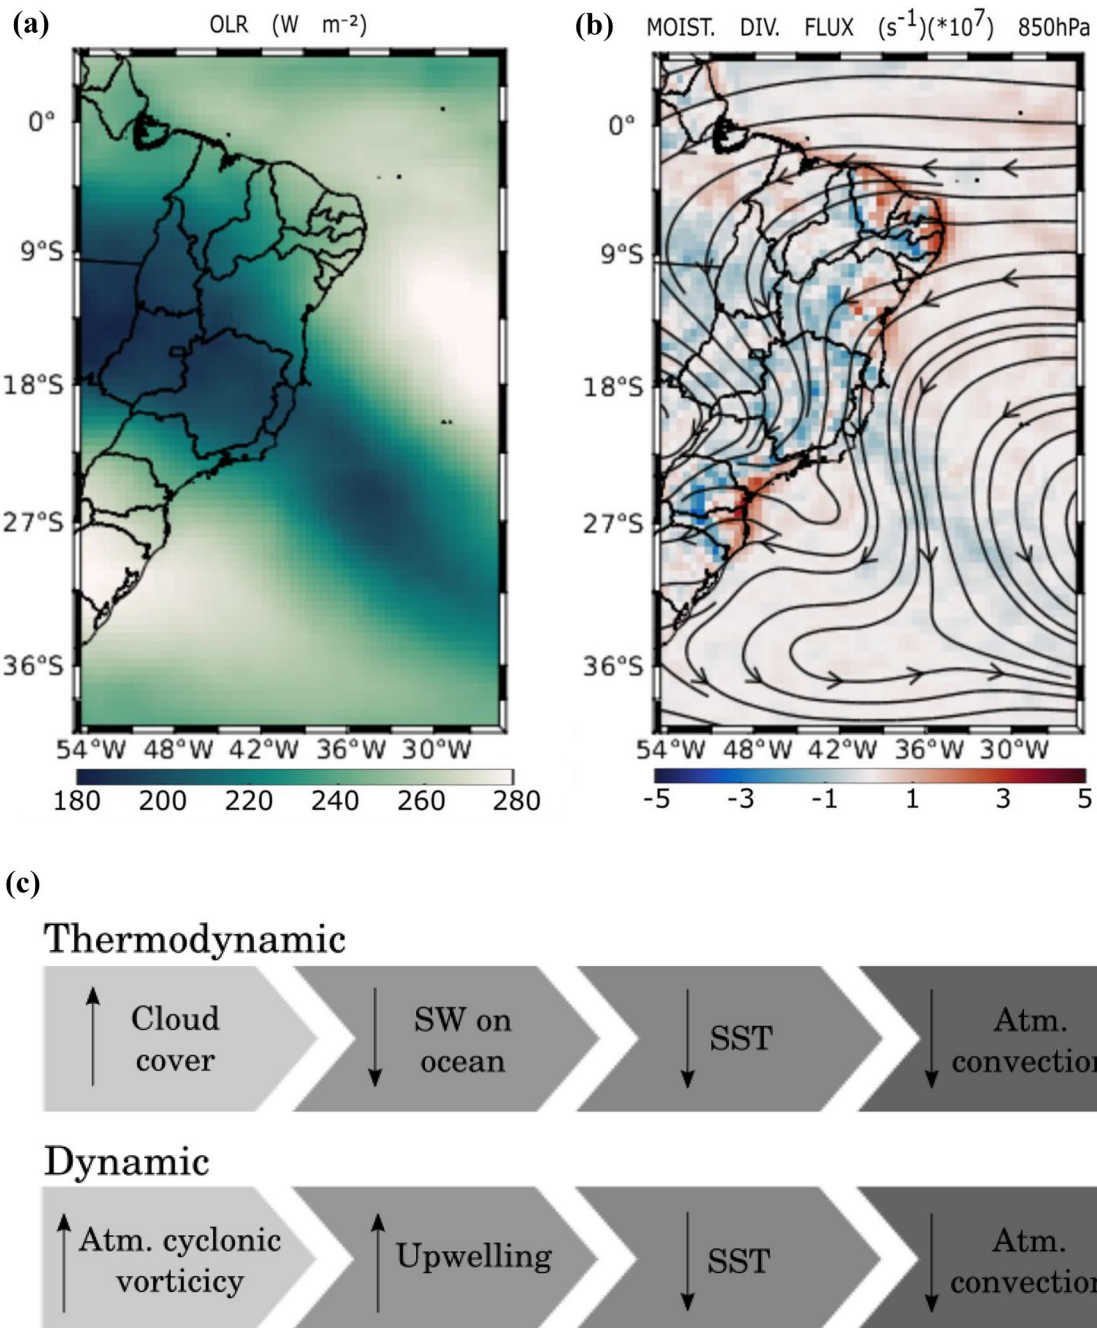 (a)
OLR (W m⁻²)
0°
9°S
18°S
27°S
36°S
54°W 48°W 42°W 36°W 30°W
180 200 220 240 260 280
(b)
MOIST. DIV. FLUX (s⁻¹)(*10⁷) 850hPa
0°
9°S
18°S
27°S
36°S
54°W 48°W 42°W 36°W 30°W
-5 -3 -1 1 3 5
(c)
Thermodynamic
Cloud
cover
SW on
ocean
SST
Atm.
convection
Dynamic
Atm. cyclonic
vorticicy
Upwelling
SST
Atm.
convection